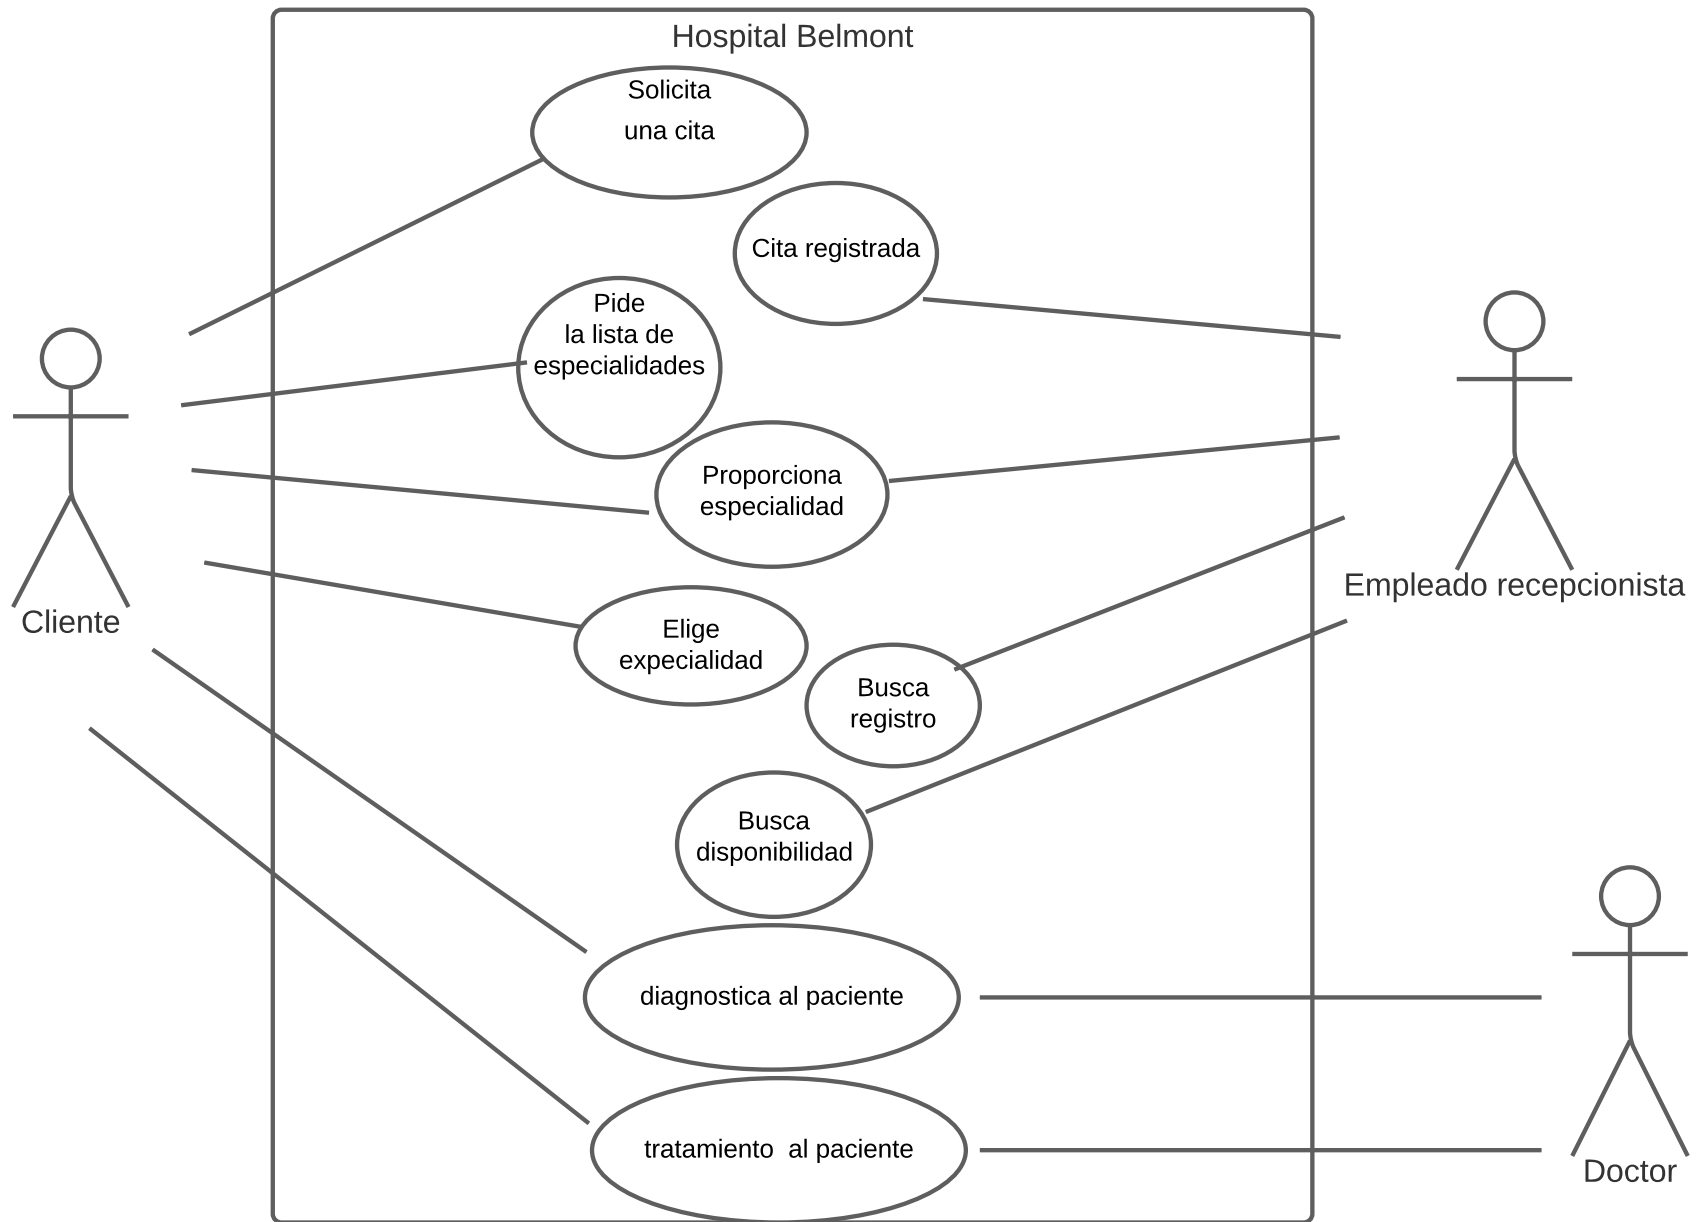 Hospital Belmont
Solicita
una cita
Cita registrada
Pide
la lista de
especialidades
Proporciona
especialidad
Empleado recepcionista
Cliente
Elige
expecialidad
Busca
registro
Busca
disponibilidad
diagnostica al paciente
tratamiento  al paciente
Doctor